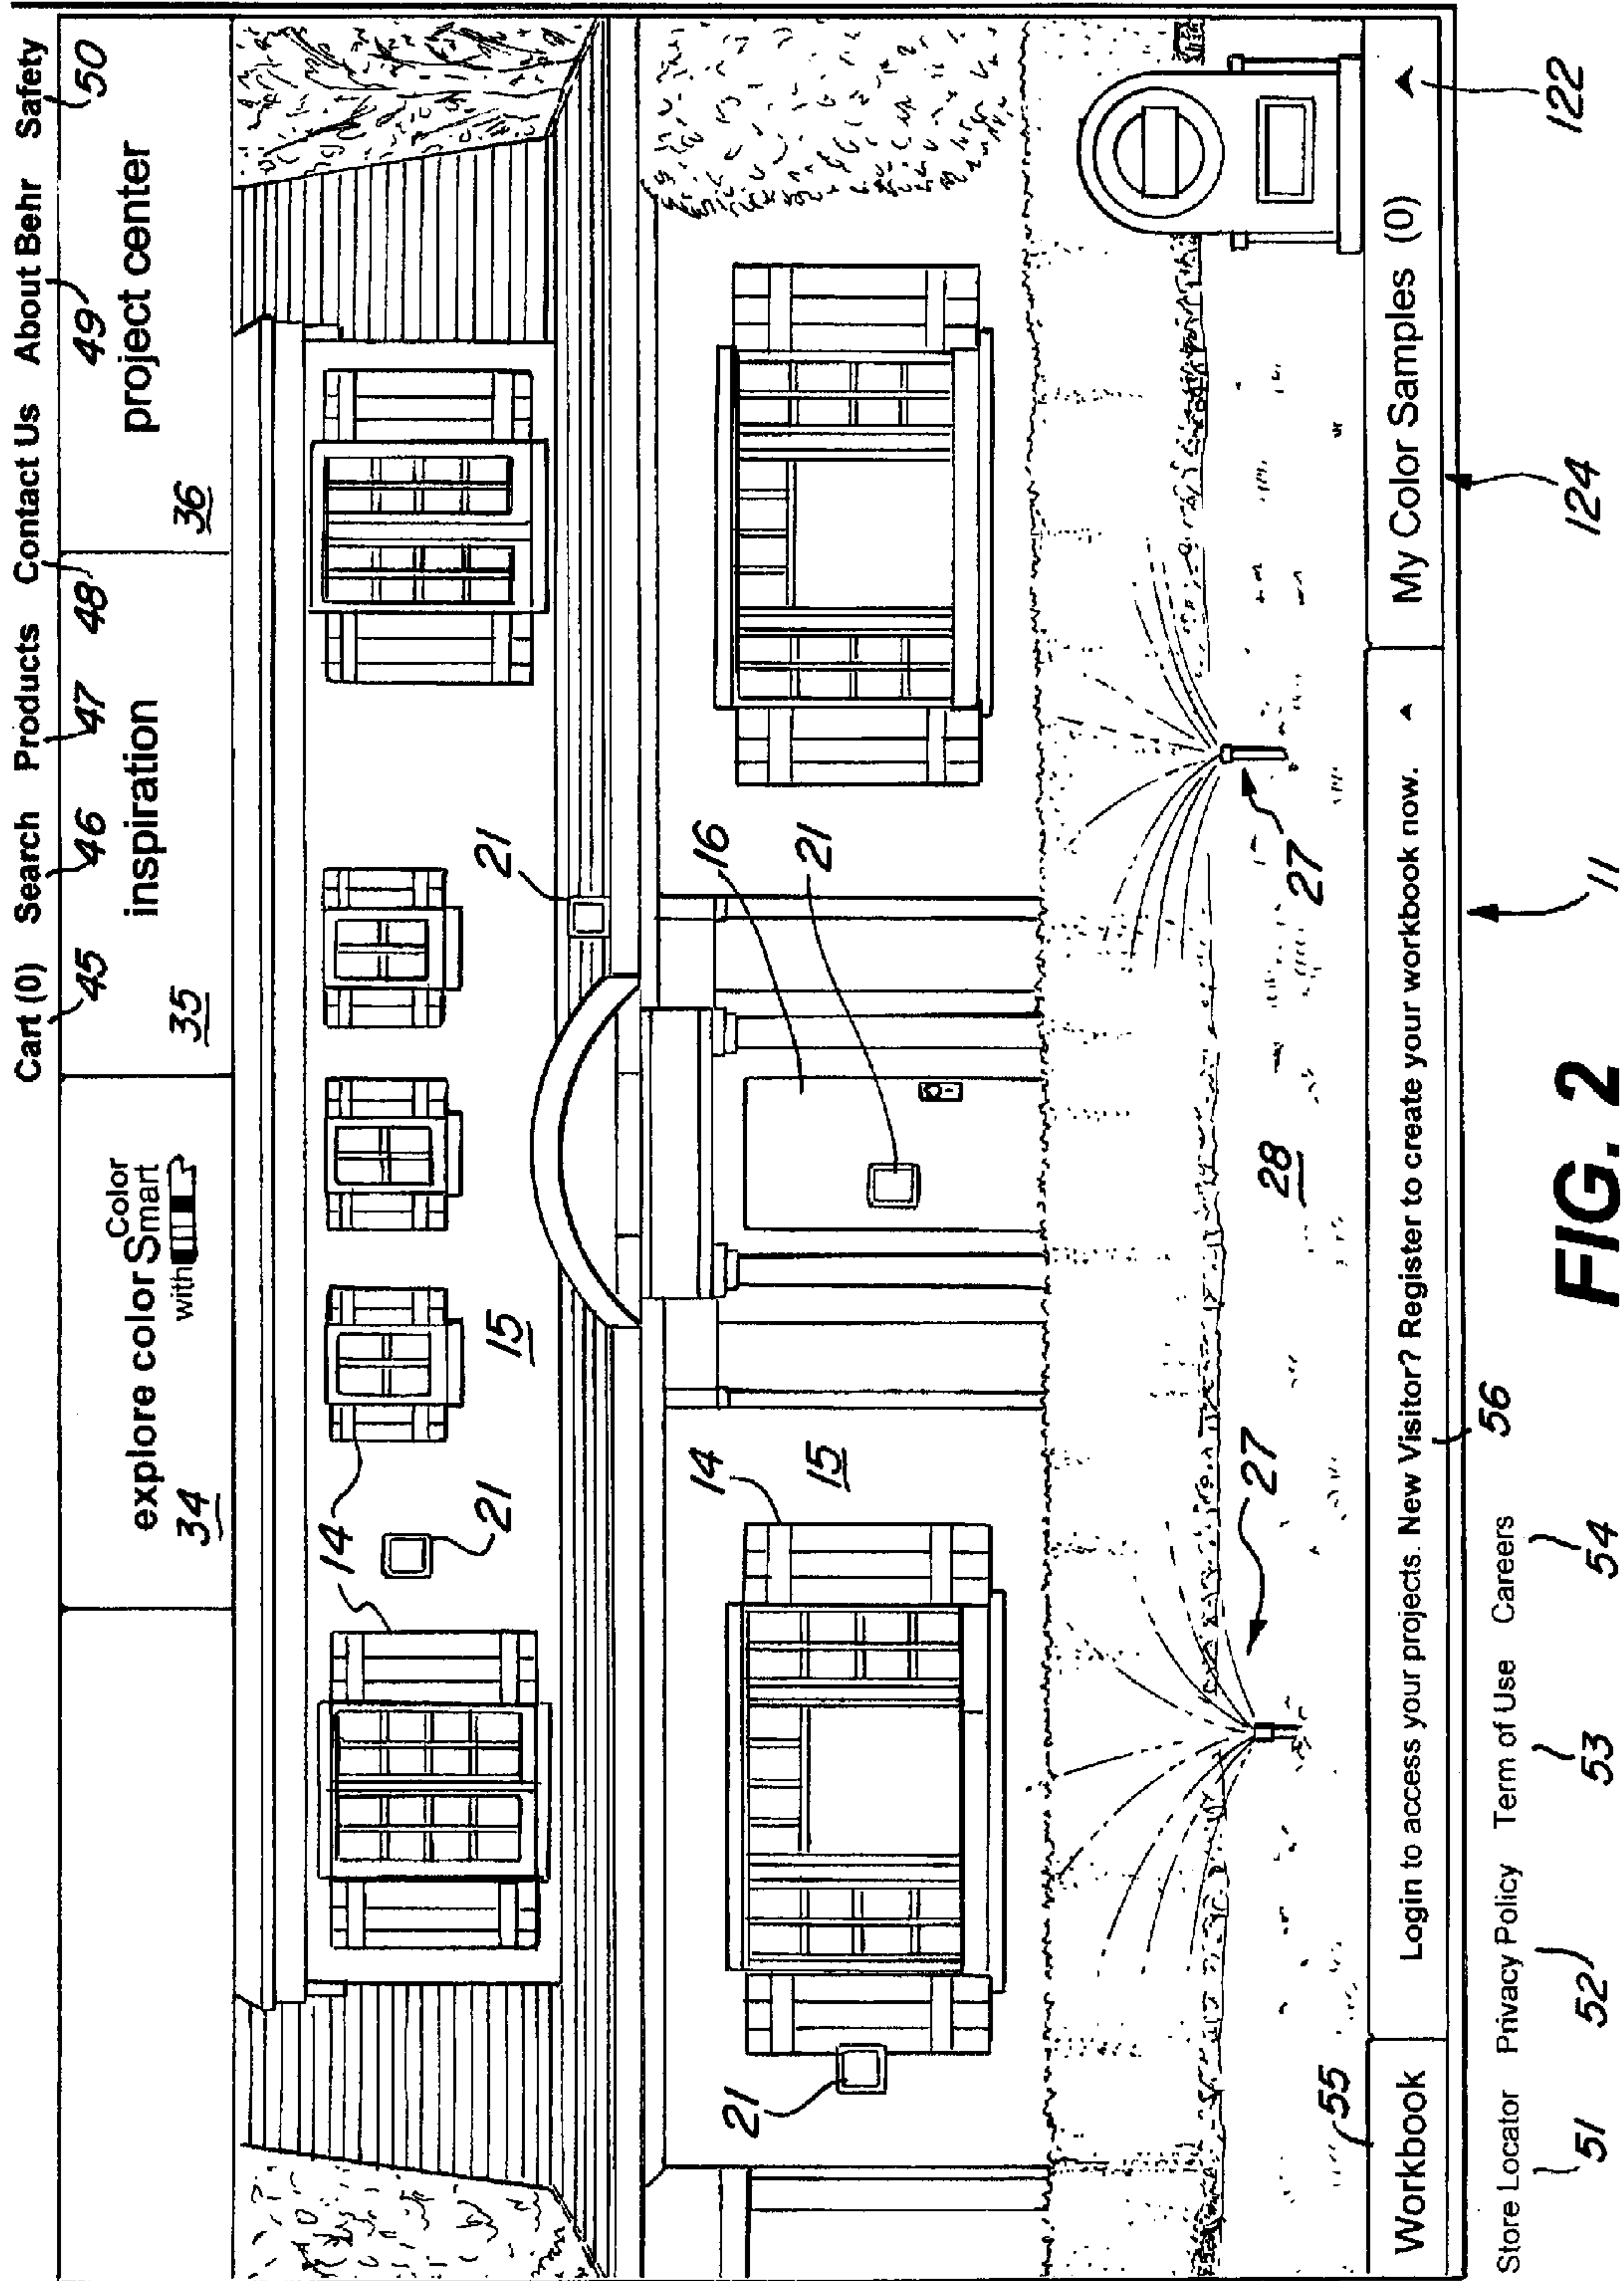 Cart (0) Search Products Contact Us About Behr Safety
45 46 47 48 49 50
explore color with Color Smart
inspiration
project center
34
35
36
14
14
21
15
21
14
15
16
21
21
27
28
27
55
Workbook
Login to access your projects. New Visitor? Register to create your workbook now.
My Color Samples (0)
Store Locator Privacy Policy Term of Use Careers
51 52 53 54
56
11
124
122
FIG. 2